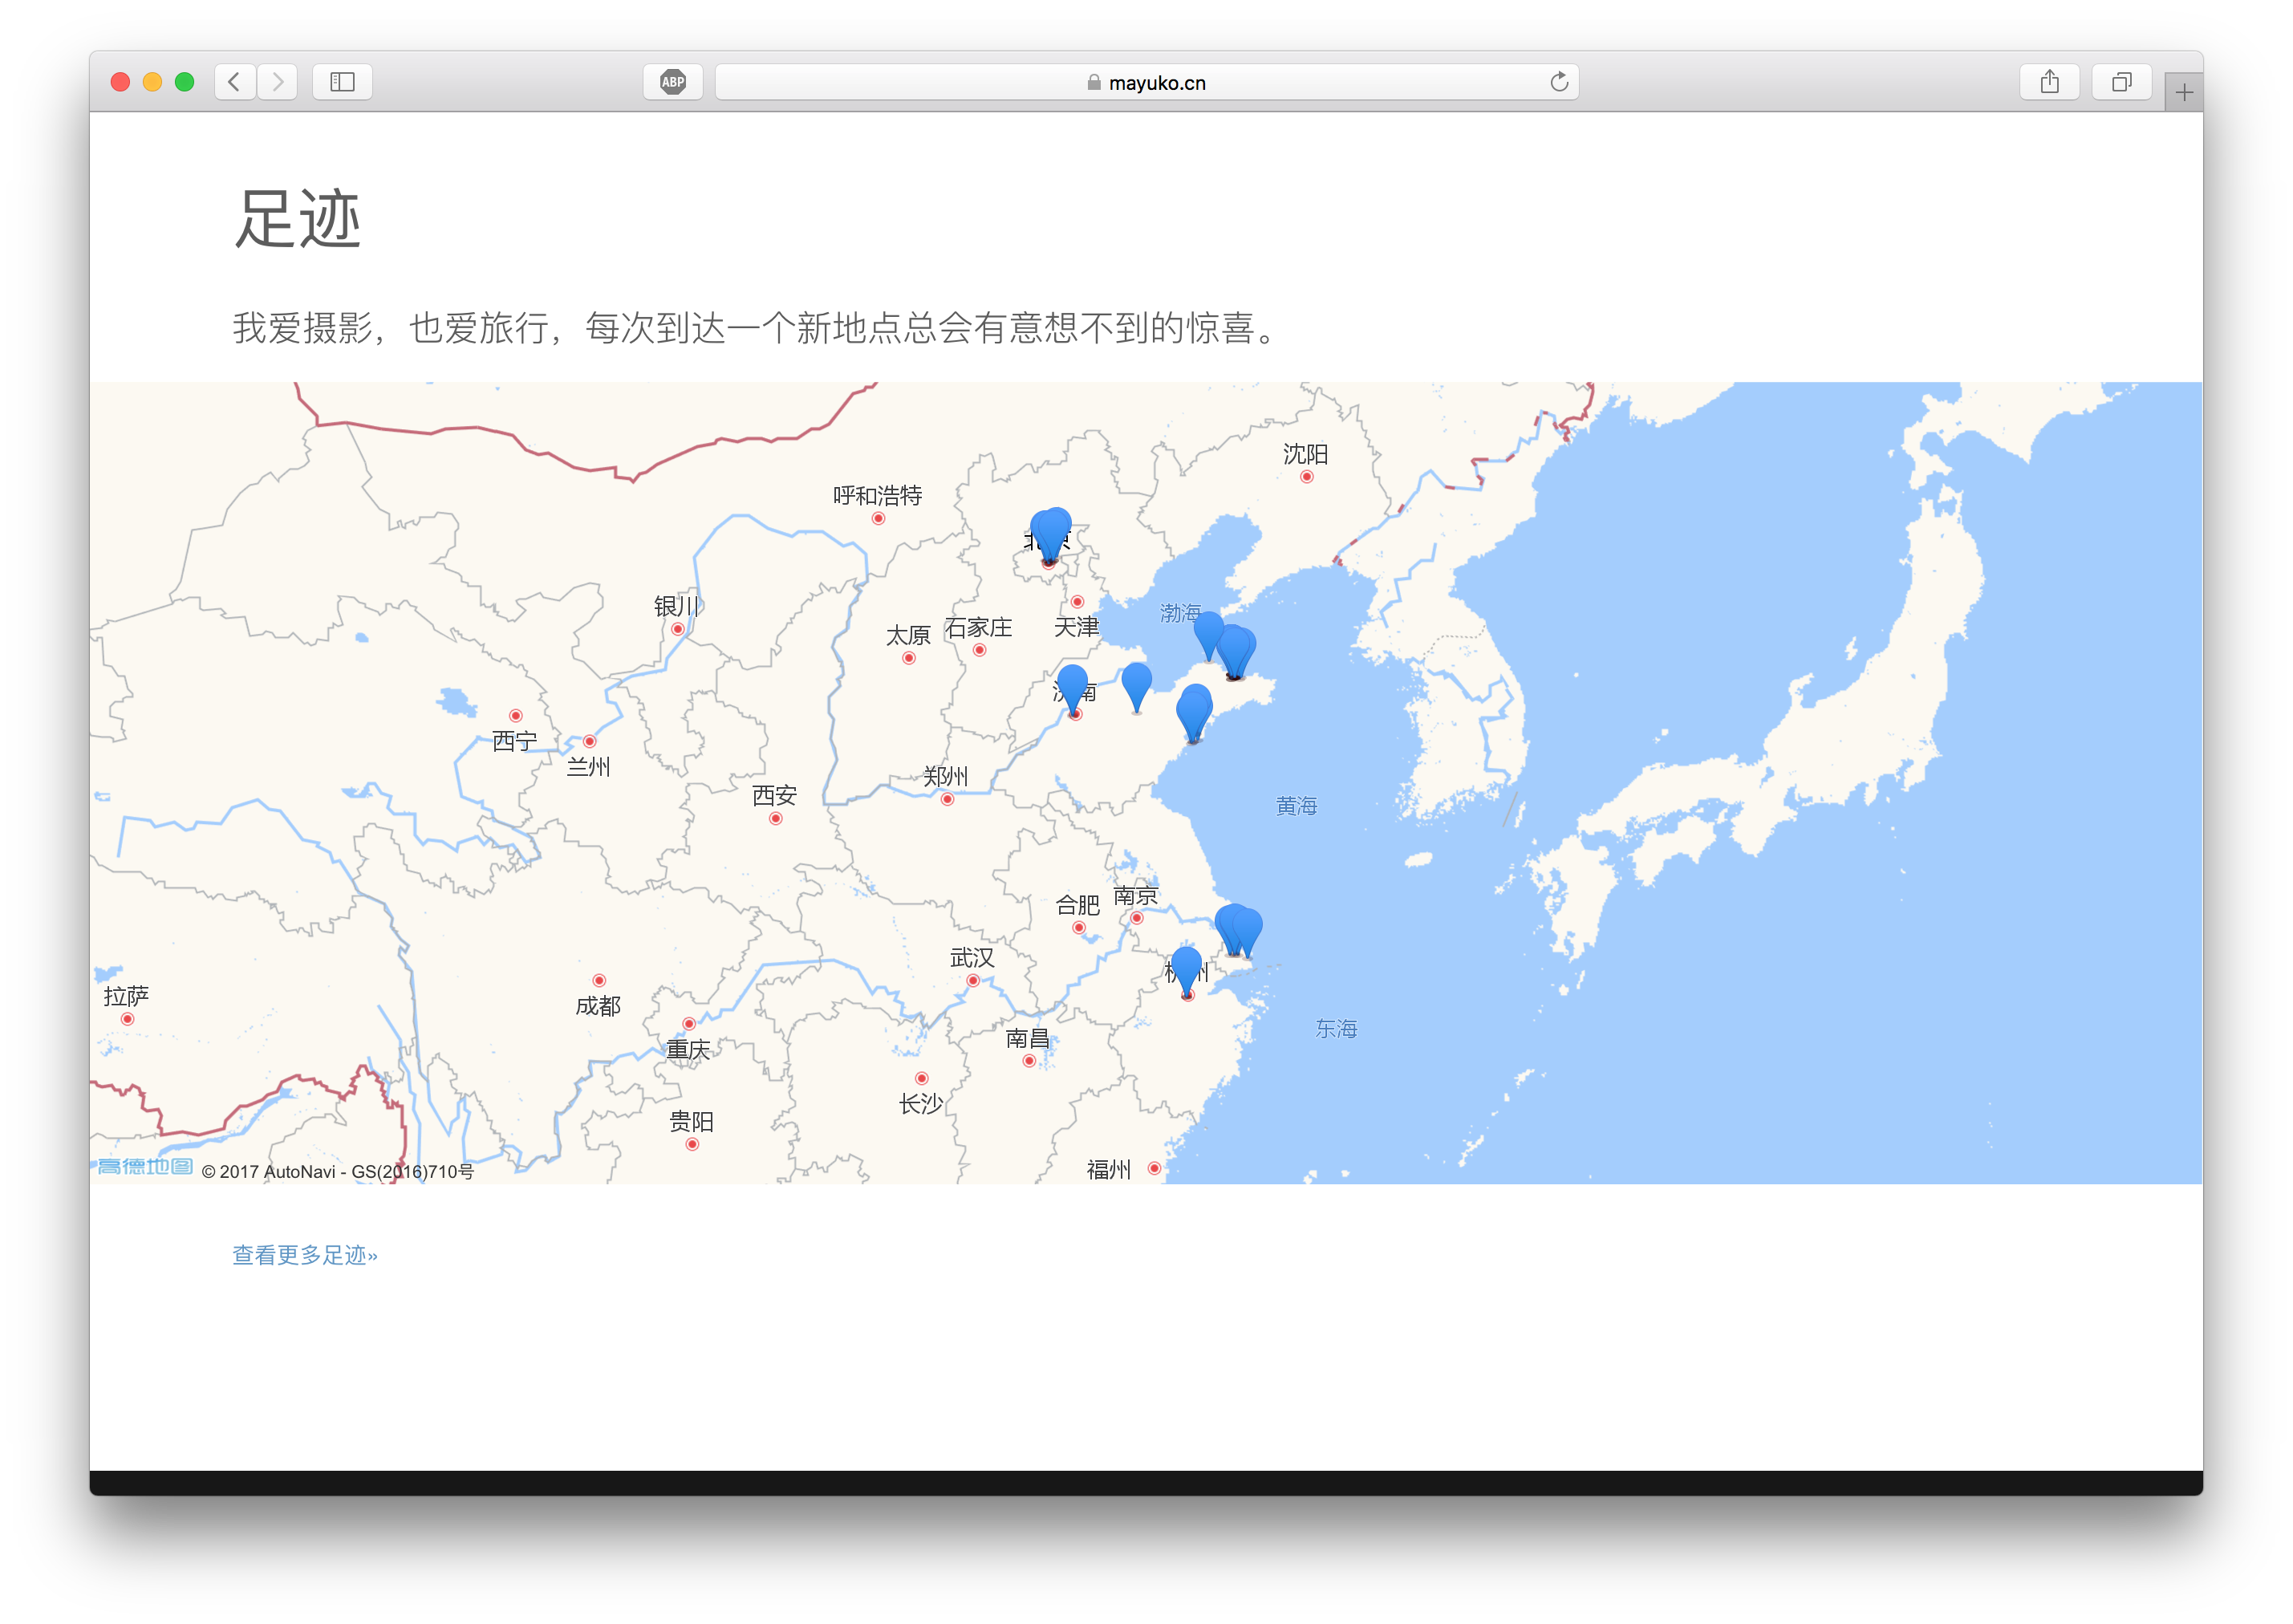 ABP
mayuko.cn
足迹
我爱摄影，也爱旅行，每次到达一个新地点总会有意想不到的惊喜。
沈阳
呼和浩特
北京
银川
渤海
太原
石家庄
天津
济南
西宁
兰州
郑州
西安
黄海
南京
合肥
武汉
杭州
拉萨
成都
东海
南昌
重庆
长沙
贵阳
福州
高德地图 © 2017 AutoNavi - GS(2016)710号
查看更多足迹»